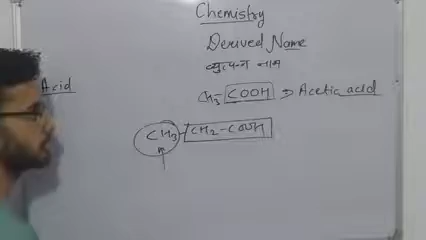 Chemistry
Derived Name
व्युत्पन्न नाम
Acid
CH3-COOH ⇒ Acetic acid
CH3-CH2-COOH